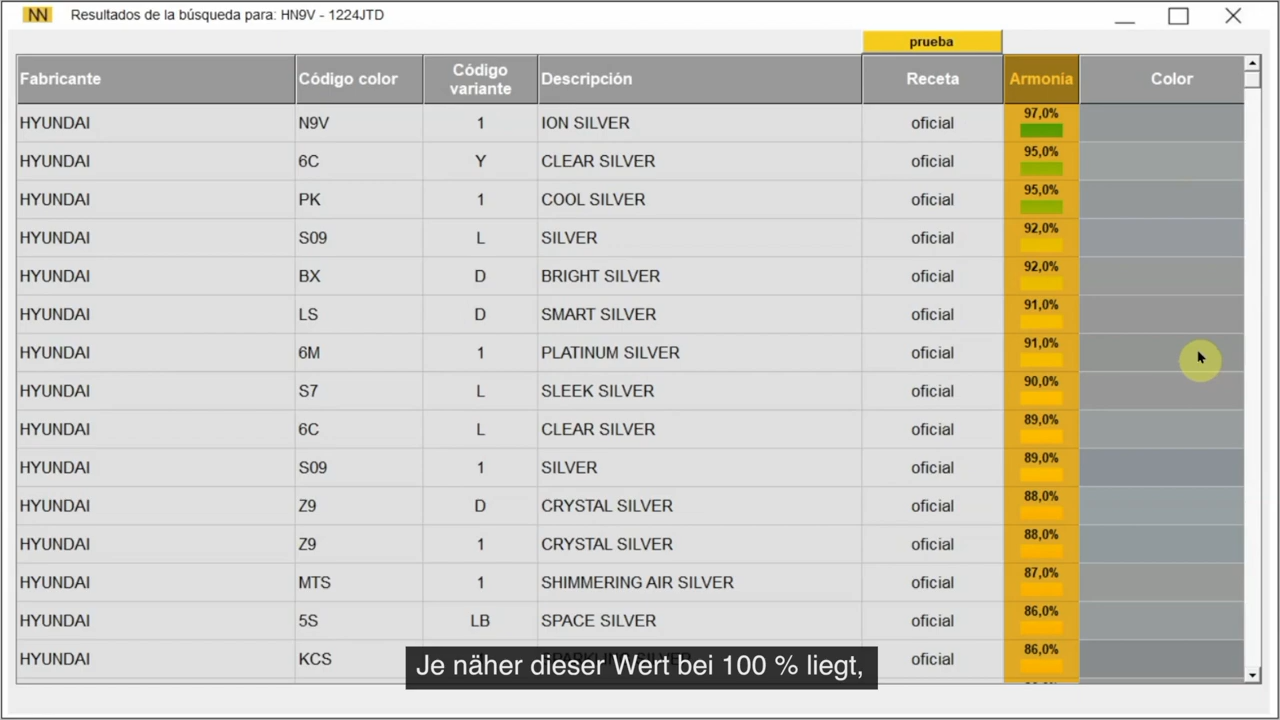 NN Resultados de la búsqueda para: HN9V - 1224JTD
prueba
Fabricante Código color Código variante Descripción Receta Armonía Color
HYUNDAI N9V 1 ION SILVER oficial 97,0%
HYUNDAI 6C Y CLEAR SILVER oficial 95,0%
HYUNDAI PK 1 COOL SILVER oficial 95,0%
HYUNDAI S09 L SILVER oficial 92,0%
HYUNDAI BX D BRIGHT SILVER oficial 92,0%
HYUNDAI LS D SMART SILVER oficial 91,0%
HYUNDAI 6M 1 PLATINUM SILVER oficial 91,0%
HYUNDAI S7 L SLEEK SILVER oficial 90,0%
HYUNDAI 6C L CLEAR SILVER oficial 89,0%
HYUNDAI S09 1 SILVER oficial 89,0%
HYUNDAI Z9 D CRYSTAL SILVER oficial 88,0%
HYUNDAI Z9 1 CRYSTAL SILVER oficial 88,0%
HYUNDAI MTS 1 SHIMMERING AIR SILVER oficial 87,0%
HYUNDAI 5S LB SPACE SILVER oficial 86,0%
HYUNDAI KCS oficial 86,0%
Je näher dieser Wert bei 100 % liegt,